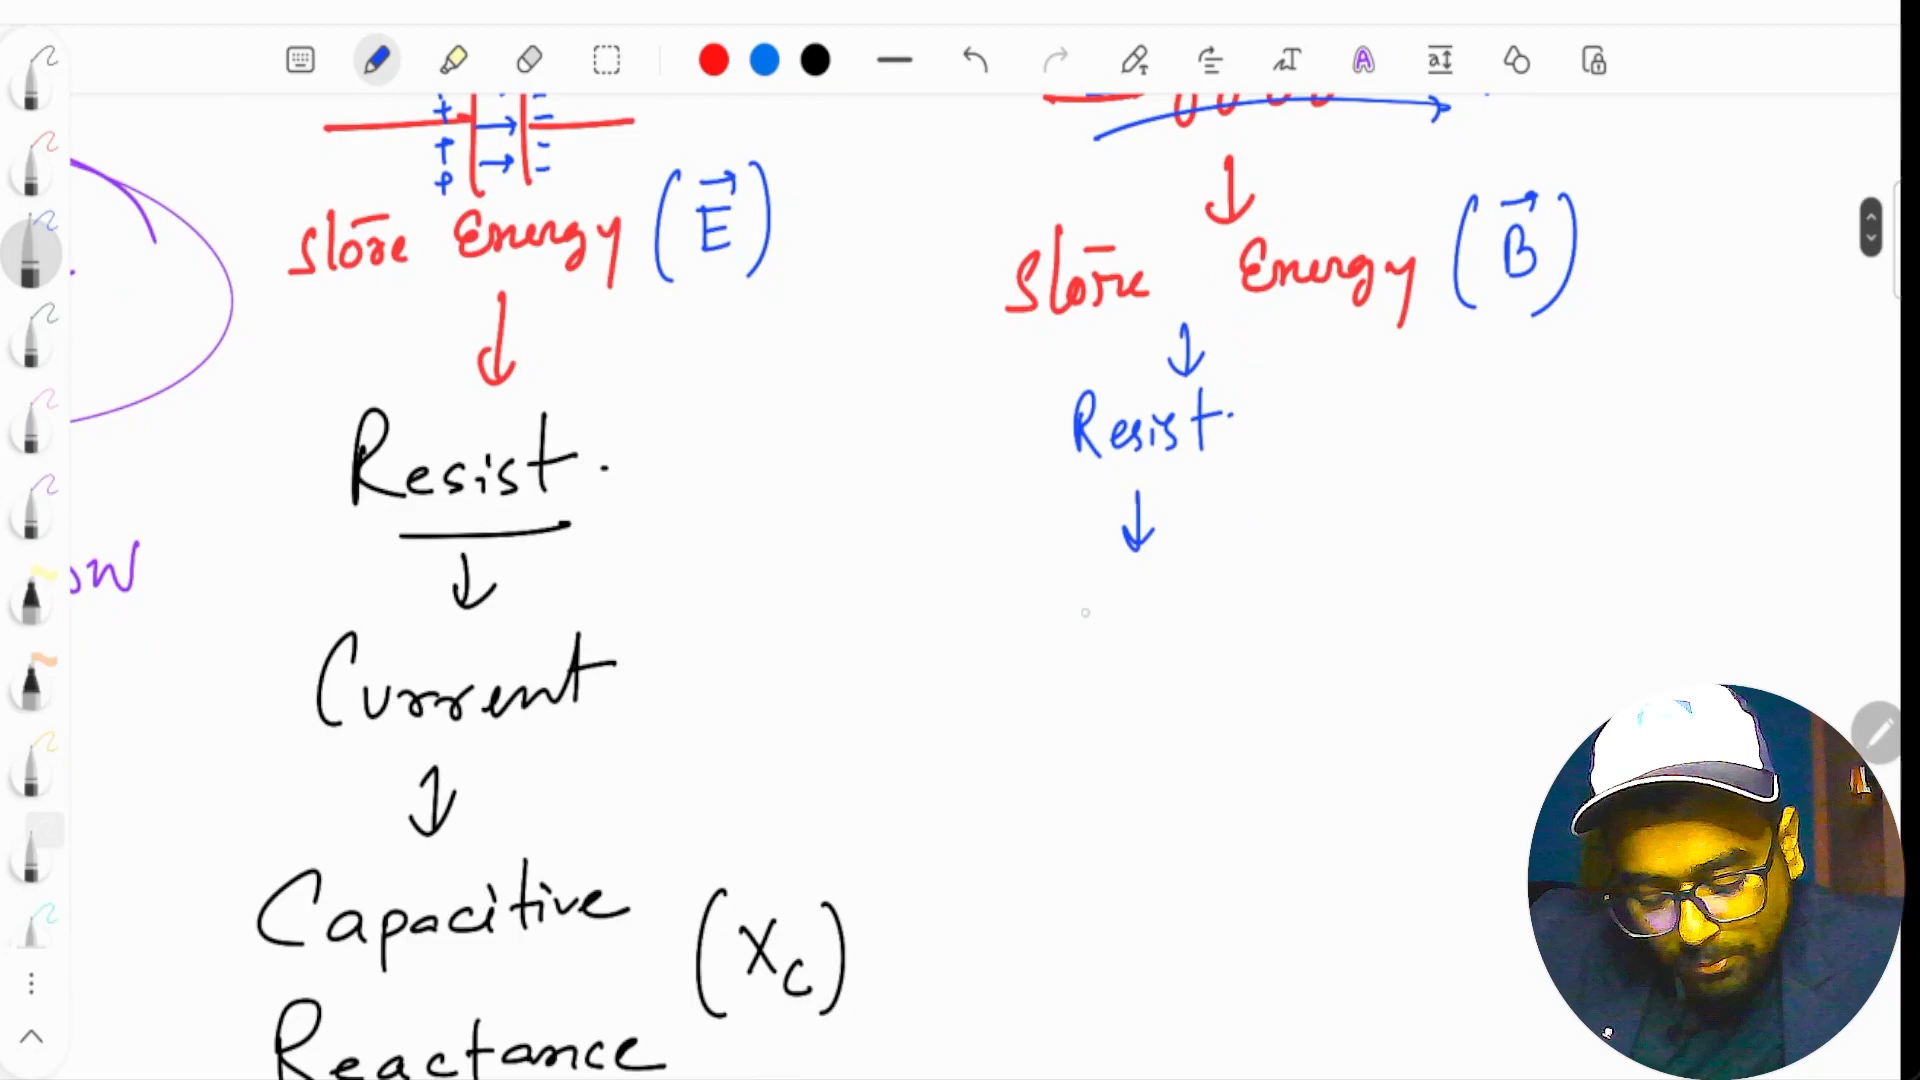 Store Energy (E)
Resist.
Current
Capacitive (Xc)
Reactance
Store Energy (B)
Resist.